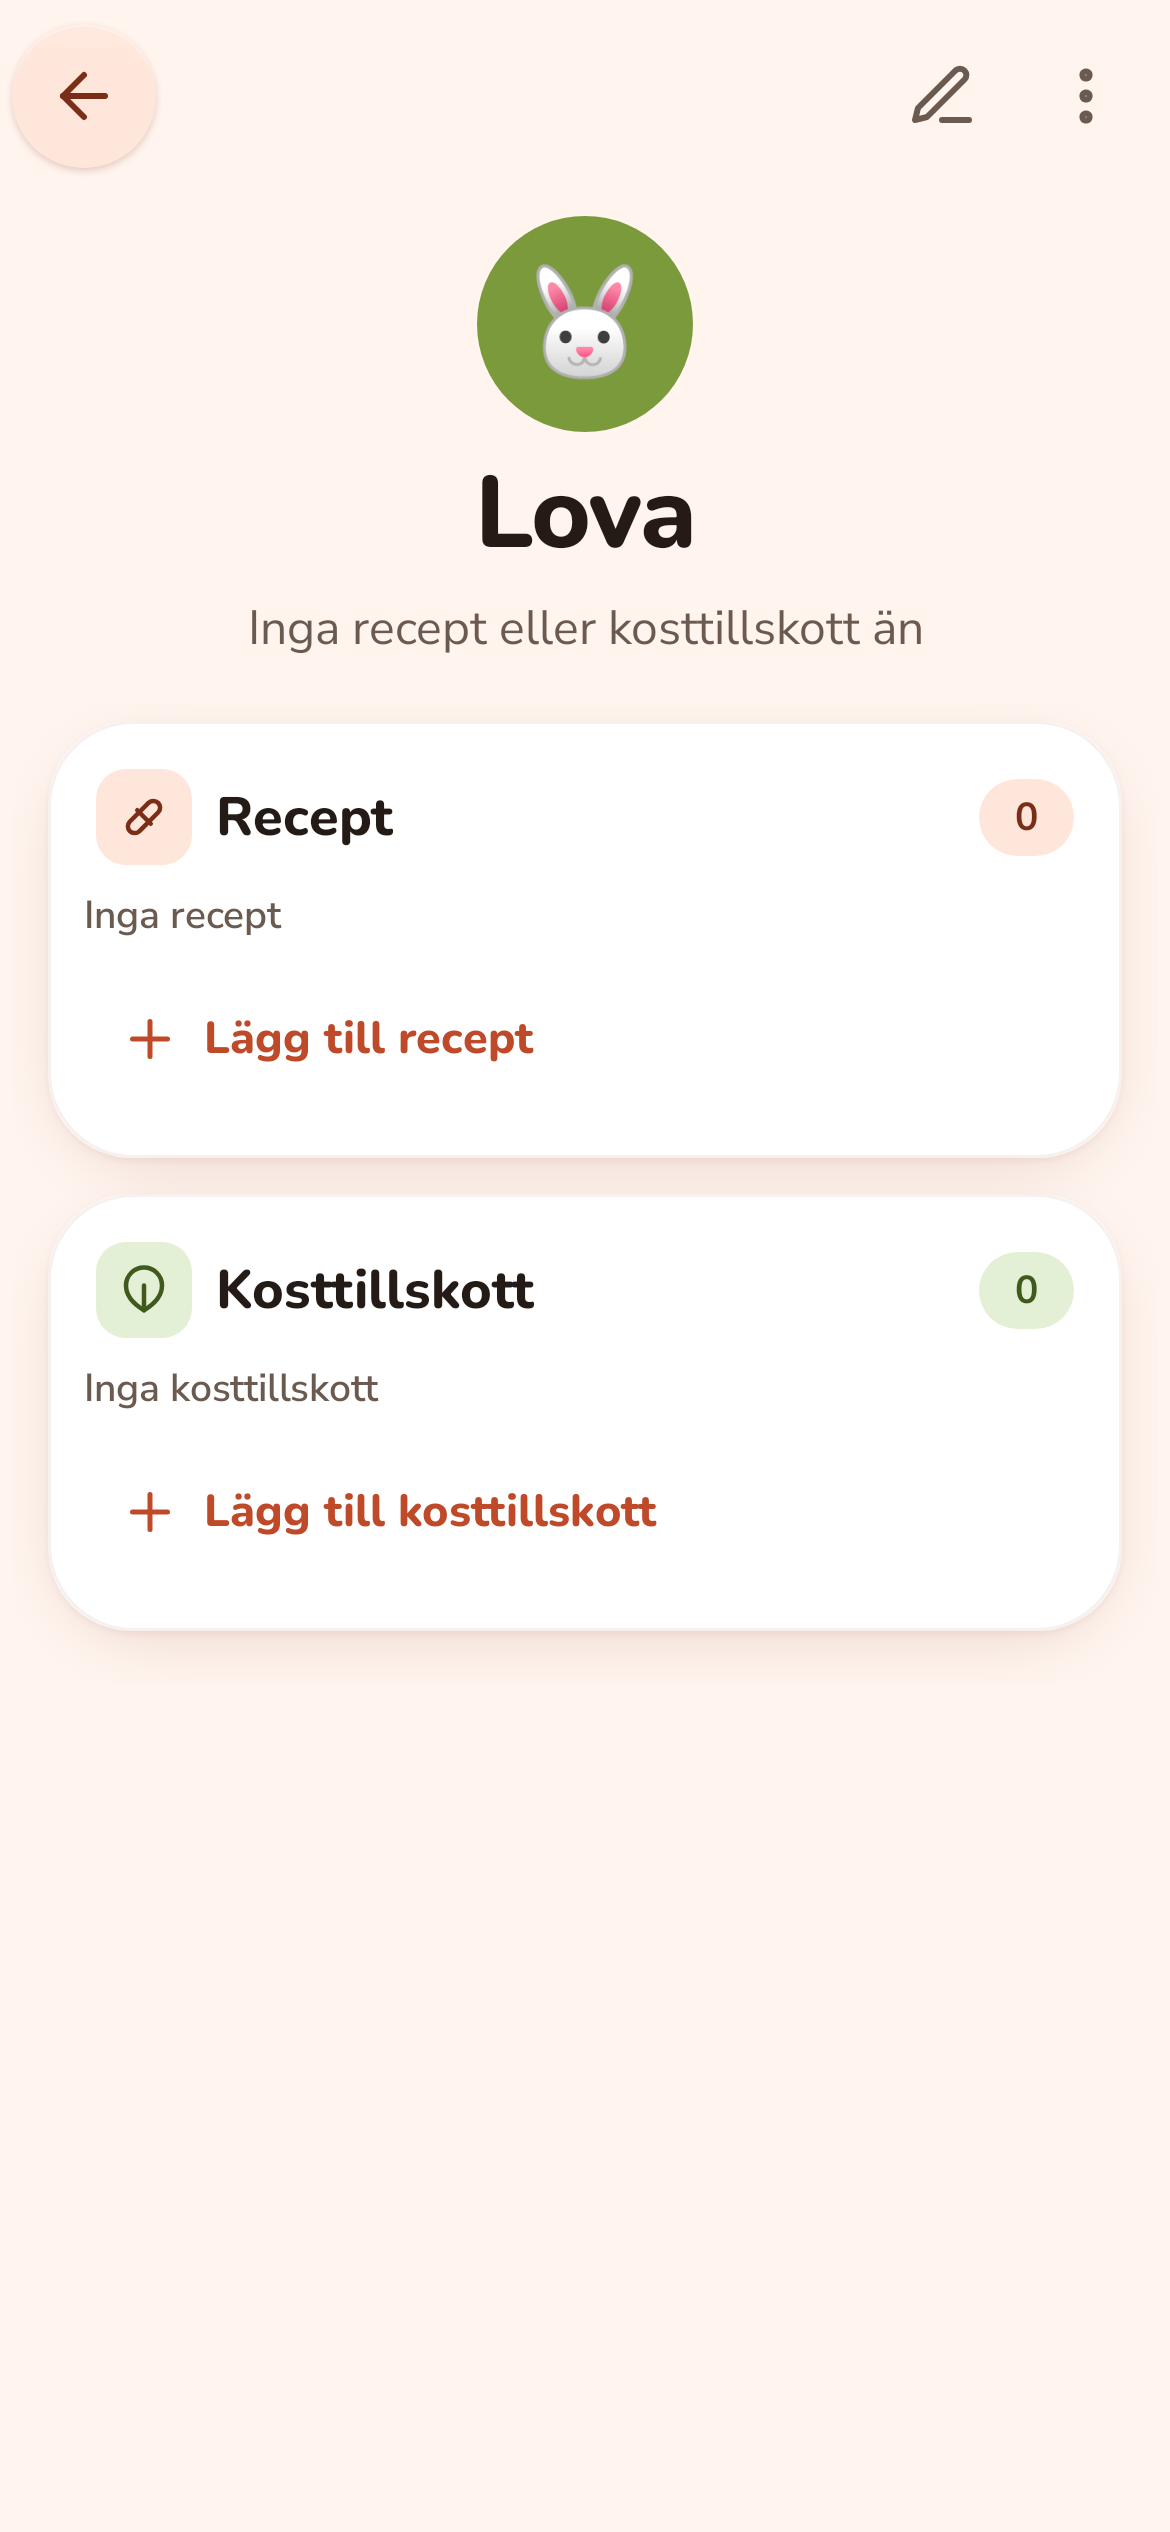 Lova
Inga recept eller kosttillskott än
Recept
0
Inga recept
Lägg till recept
Kosttillskott
0
Inga kosttillskott
Lägg till kosttillskott